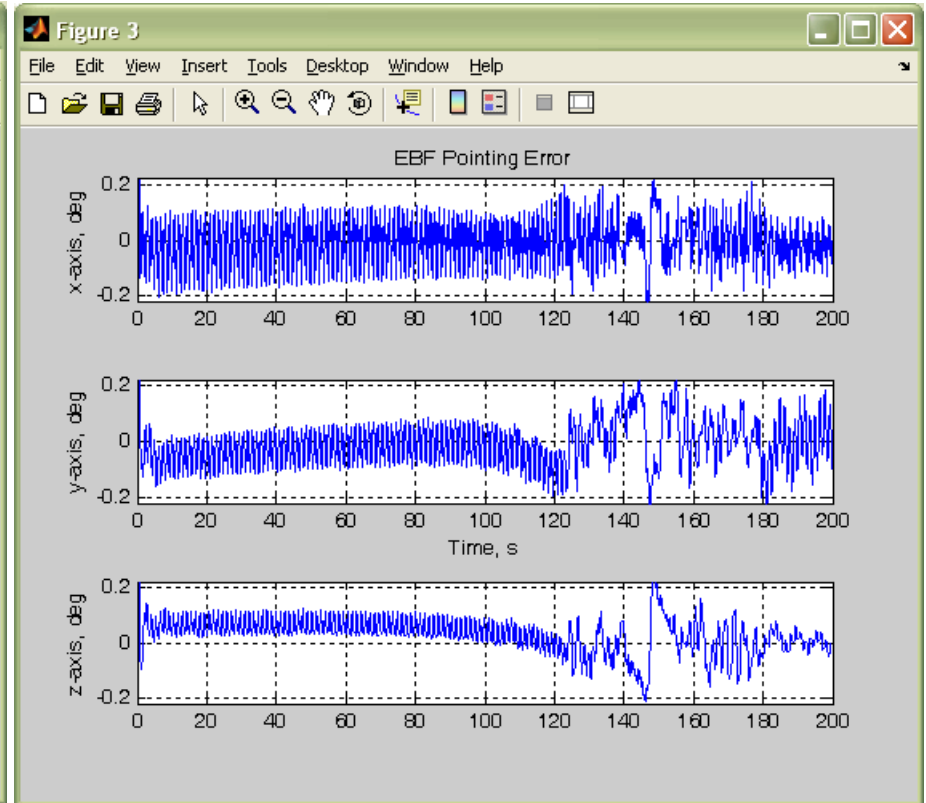 Figure 3
File Edit View Insert Tools Desktop Window Help
EBF Pointing Error
x-axis, deg
0.2
0
-0.2
0 20 40 60 80 100 120 140 160 180 200
y-axis, deg
0.2
0
-0.2
0 20 40 60 80 100 120 140 160 180 200
Time, s
z-axis, deg
0.2
0
-0.2
0 20 40 60 80 100 120 140 160 180 200